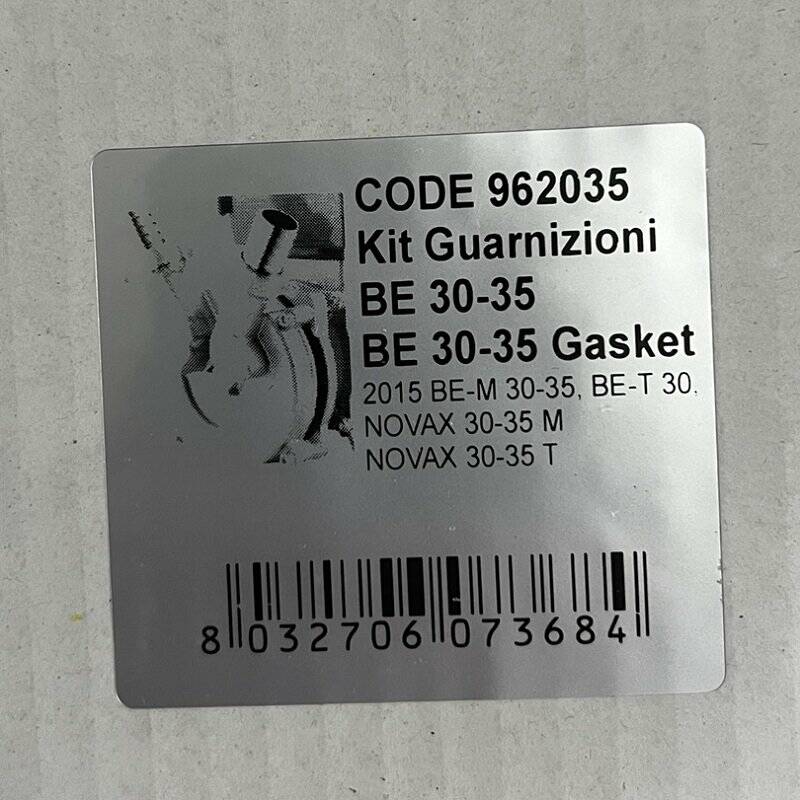 CODE 962035
Kit Guarnizioni
BE 30-35
BE 30-35 Gasket
2015 BE-M 30-35, BE-T 30,
NOVAX 30-35 M
NOVAX 30-35 T
8 032706 073684